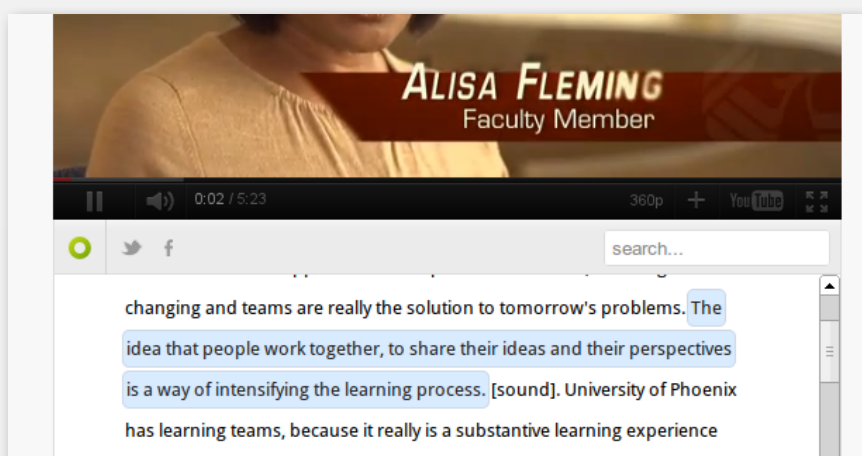 ALISA FLEMING
Faculty Member
0:02 / 5:23
360p
YouTube
search...
changing and teams are really the solution to tomorrow's problems. The
idea that people work together, to share their ideas and their perspectives
is a way of intensifying the learning process. [sound]. University of Phoenix
has learning teams, because it really is a substantive learning experience